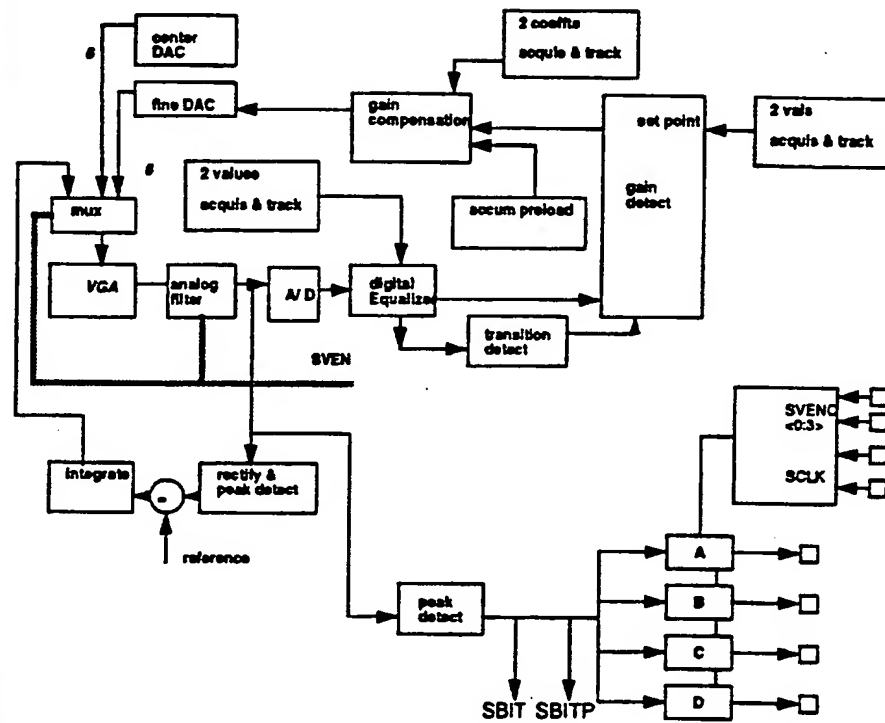 center
DAC
6
2 coeffts
acquie & track
fine DAC
gain
compensation
set point
2 vals
acquis & track
6
2 values
acquis & track
gain
detect
mux
accum preload
VGA
analog
filter
A/D
digital
Equalizer
transition
detect
SVEN
SVENC
<0:3>
SCLK
integrate
rectify &
peak detect
-
reference
A
peak
detect
B
C
D
SBIT SBITP